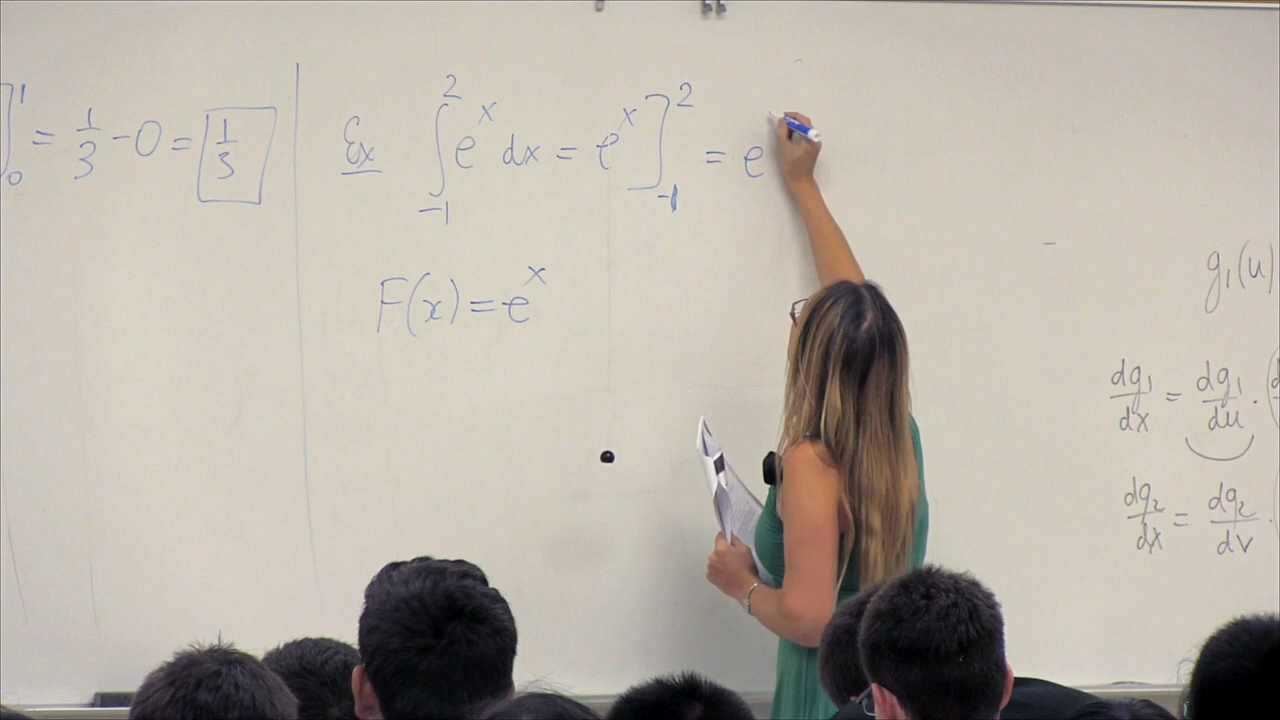 ]₀¹ = 1/3 - 0 = 1/3
Ex ∫₋₁² eˣ dx = eˣ]₋₁² = e
F(x) = eˣ
g₁(u)
dg₁/dx = dg₁/du · (
dg₂/dx = dg₂/dv ·